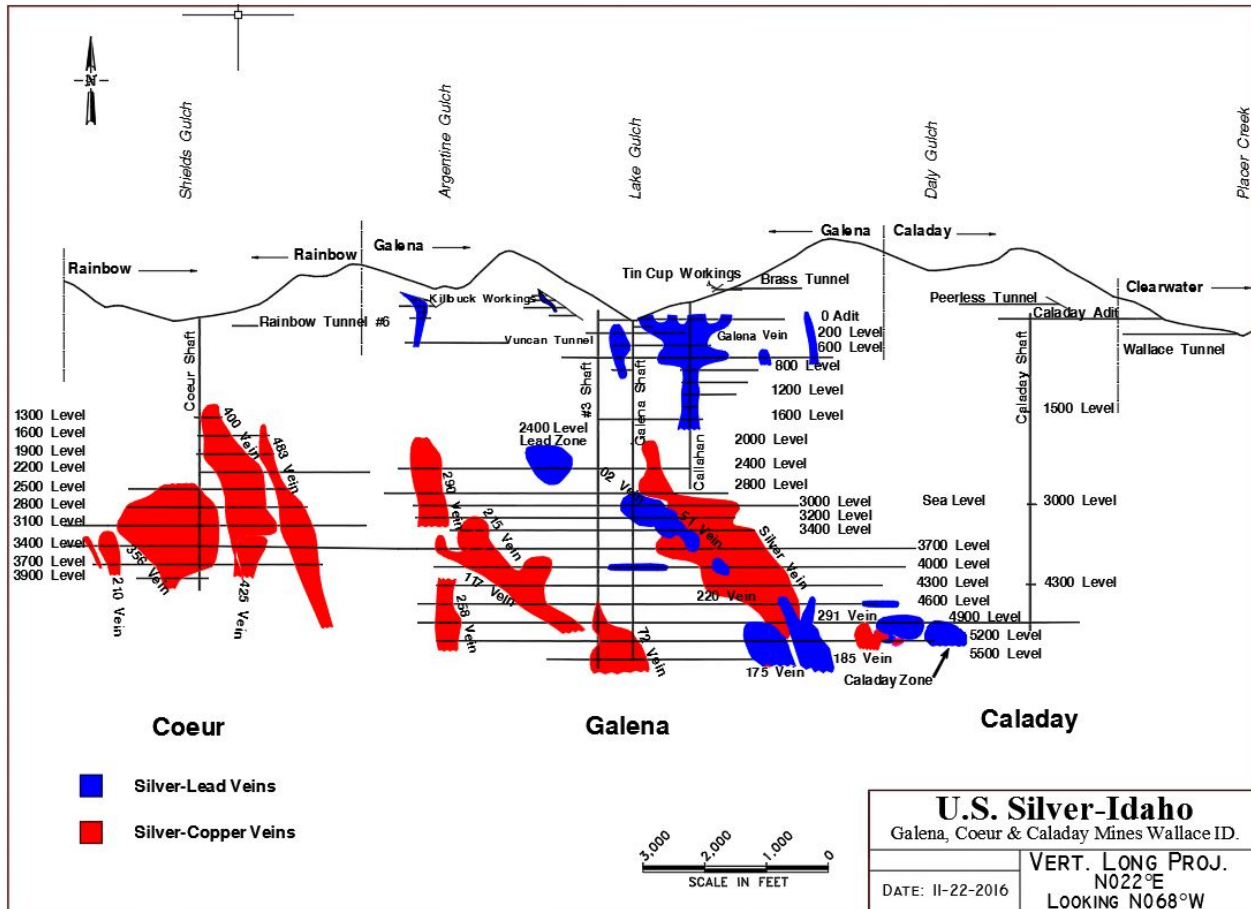 N
Shields Gulch
Argentine Gulch
Lake Gulch
Daly Gulch
Placer Creek
Rainbow
Rainbow
Galena
Galena
Caladay
Clearwater
Tin Cup Workings
Brass Tunnel
Killbuck Workings
Peerless Tunnel
Caladay Adit
Rainbow Tunnel #6
Vuncan Tunnel
Wallace Tunnel
0 Adit
200 Level
Galena Vein
600 Level
800 Level
1200 Level
1600 Level
2000 Level
2400 Level
2800 Level
Coeur Shaft
#3 Shaft
Galena Shaft
Callahan
Caladay Shaft
1500 Level
1300 Level
1600 Level
1900 Level
2200 Level
2500 Level
2800 Level
3100 Level
3400 Level
3700 Level
3900 Level
400 Vein
483 Vein
356 Vein
210 Vein
425 Vein
2400 Level
Lead Zone
290 Vein
215 Vein
117 Vein
258 Vein
02 Vein
51 Vein
Silver Vein
220 Vein
72 Vein
175 Vein
185 Vein
291 Vein
Caladay Zone
3000 Level
Sea Level
3000 Level
3200 Level
3400 Level
3700 Level
4000 Level
4300 Level
4300 Level
4600 Level
4900 Level
5200 Level
5500 Level
Coeur
Galena
Caladay
Silver-Lead Veins
Silver-Copper Veins
3,000
2,000
1,000
0
SCALE IN FEET
U.S. Silver-Idaho
Galena, Coeur & Caladay Mines Wallace ID.
DATE: 11-22-2016
VERT. LONG PROJ.
N022°E
LOOKING N068°W